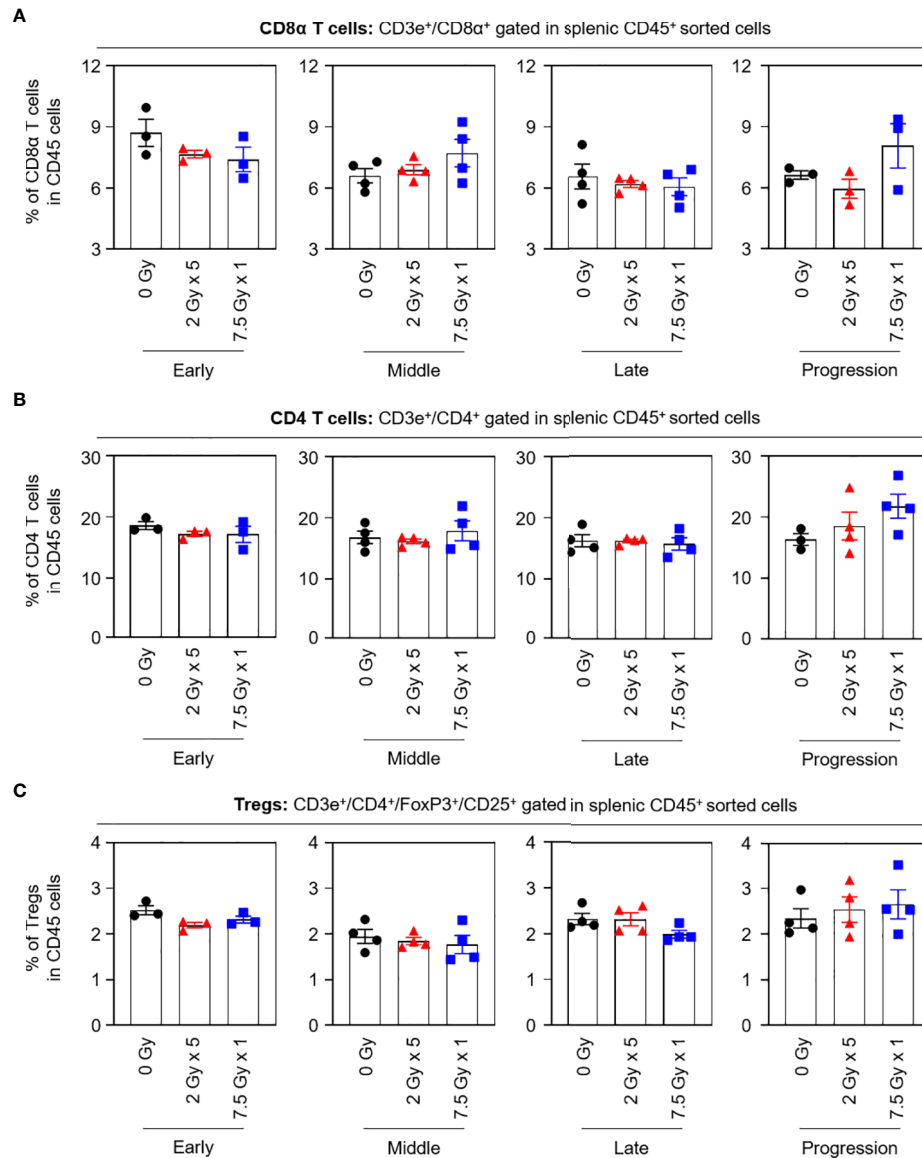 A
CD8α T cells: CD3e⁺/CD8α⁺ gated in splenic CD45⁺ sorted cells
% of CD8α T cells
in CD45 cells
12
9
6
3
0 Gy
2 Gy x 5
7.5 Gy x 1
Early
12
9
6
3
0 Gy
2 Gy x 5
7.5 Gy x 1
Middle
12
9
6
3
0 Gy
2 Gy x 5
7.5 Gy x 1
Late
12
9
6
3
0 Gy
2 Gy x 5
7.5 Gy x 1
Progression
B
CD4 T cells: CD3e⁺/CD4⁺ gated in splenic CD45⁺ sorted cells
% of CD4 T cells
in CD45 cells
30
20
10
0
0 Gy
2 Gy x 5
7.5 Gy x 1
Early
30
20
10
0
0 Gy
2 Gy x 5
7.5 Gy x 1
Middle
30
20
10
0
0 Gy
2 Gy x 5
7.5 Gy x 1
Late
30
20
10
0
0 Gy
2 Gy x 5
7.5 Gy x 1
Progression
C
Tregs: CD3e⁺/CD4⁺/FoxP3⁺/CD25⁺ gated in splenic CD45⁺ sorted cells
% of Tregs
in CD45 cells
4
3
2
1
0
0 Gy
2 Gy x 5
7.5 Gy x 1
Early
4
3
2
1
0
0 Gy
2 Gy x 5
7.5 Gy x 1
Middle
4
3
2
1
0
0 Gy
2 Gy x 5
7.5 Gy x 1
Late
4
3
2
1
0
0 Gy
2 Gy x 5
7.5 Gy x 1
Progression